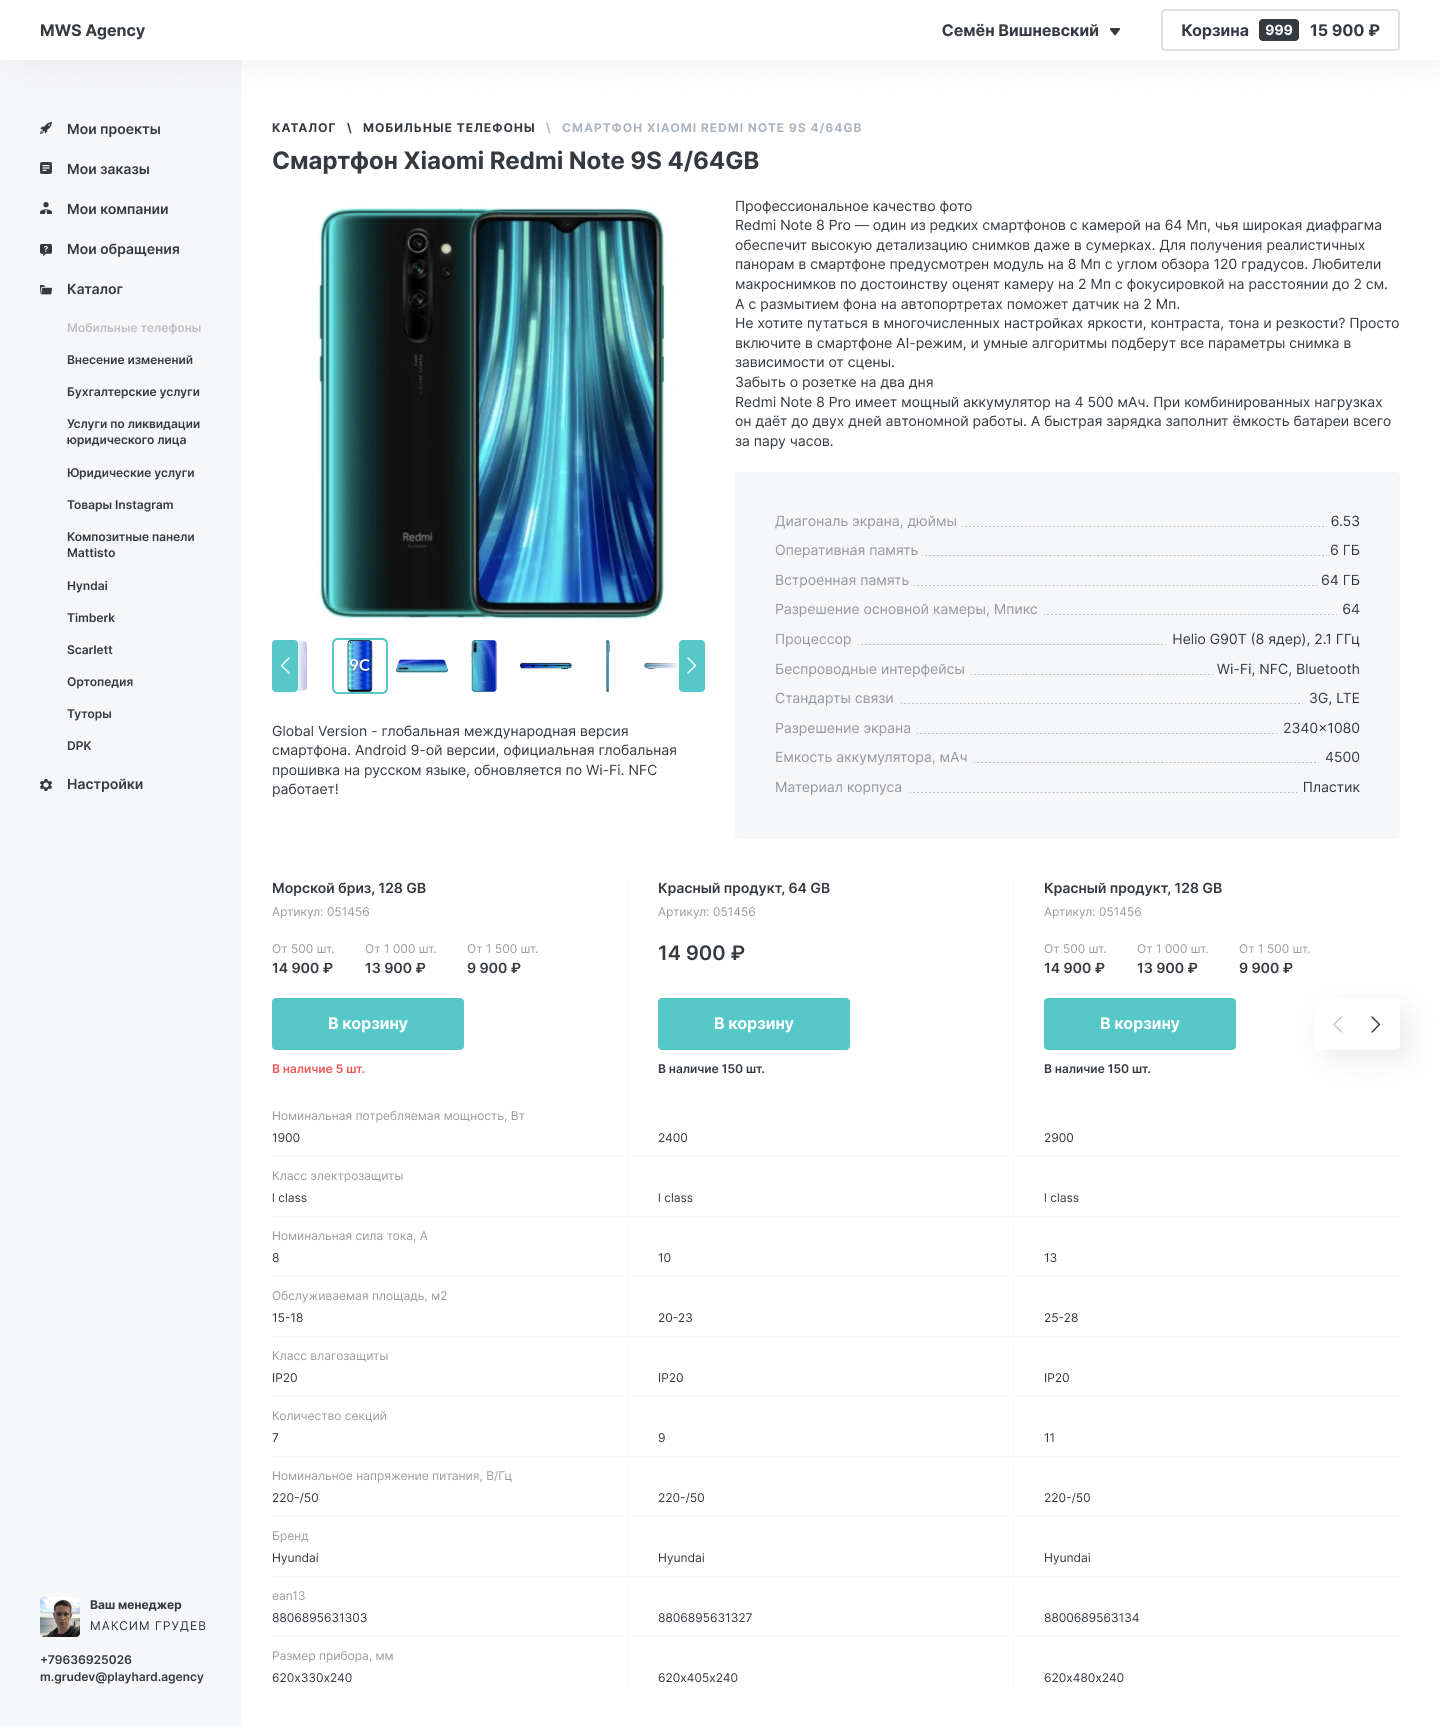 MWS Agency
Семён Вишневский
Корзина 999 15 900 ₽
Мои проекты
Мои заказы
Мои компании
Мои обращения
Каталог
Мобильные телефоны
Внесение изменений
Бухгалтерские услуги
Услуги по ликвидации
юридического лица
Юридические услуги
Товары Instagram
Композитные панели
Mattisto
Hyndai
Timberk
Scarlett
Ортопедия
Туторы
DPK
Настройки
Ваш менеджер
МАКСИМ ГРУДЕВ
+79636925026
m.grudev@playhard.agency
КАТАЛОГ \ МОБИЛЬНЫЕ ТЕЛЕФОНЫ \ СМАРТФОН XIAOMI REDMI NOTE 9S 4/64GB
Смартфон Xiaomi Redmi Note 9S 4/64GB
Redmi
9C
Global Version - глобальная международная версия
смартфона. Android 9-ой версии, официальная глобальная
прошивка на русском языке, обновляется по Wi-Fi. NFC
работает!
Профессиональное качество фото
Redmi Note 8 Pro — один из редких смартфонов с камерой на 64 Мп, чья широкая диафрагма
обеспечит высокую детализацию снимков даже в сумерках. Для получения реалистичных
панорам в смартфоне предусмотрен модуль на 8 Мп с углом обзора 120 градусов. Любители
макроснимков по достоинству оценят камеру на 2 Мп с фокусировкой на расстоянии до 2 см.
А с размытием фона на автопортретах поможет датчик на 2 Мп.
Не хотите путаться в многочисленных настройках яркости, контраста, тона и резкости? Просто
включите в смартфоне AI-режим, и умные алгоритмы подберут все параметры снимка в
зависимости от сцены.
Забыть о розетке на два дня
Redmi Note 8 Pro имеет мощный аккумулятор на 4 500 мАч. При комбинированных нагрузках
он даёт до двух дней автономной работы. А быстрая зарядка заполнит ёмкость батареи всего
за пару часов.
Диагональ экрана, дюймы 6.53
Оперативная память 6 ГБ
Встроенная память 64 ГБ
Разрешение основной камеры, Мпикс 64
Процессор Helio G90T (8 ядер), 2.1 ГГц
Беспроводные интерфейсы Wi-Fi, NFC, Bluetooth
Стандарты связи 3G, LTE
Разрешение экрана 2340×1080
Емкость аккумулятора, мАч 4500
Материал корпуса Пластик
Морской бриз, 128 GB Красный продукт, 64 GB Красный продукт, 128 GB
Артикул: 051456 Артикул: 051456 Артикул: 051456
От 500 шт. От 1 000 шт. От 1 500 шт. 14 900 ₽ От 500 шт. От 1 000 шт. От 1 500 шт.
14 900 ₽ 13 900 ₽ 9 900 ₽ 14 900 ₽ 13 900 ₽ 9 900 ₽
В корзину В корзину В корзину
В наличие 5 шт. В наличие 150 шт. В наличие 150 шт.
Номинальная потребляемая мощность, Вт
1900 2400 2900
Класс электрозащиты
I class I class I class
Номинальная сила тока, А
8 10 13
Обслуживаемая площадь, м2
15-18 20-23 25-28
Класс влагозащиты
IP20 IP20 IP20
Количество секций
7 9 11
Номинальное напряжение питания, В/Гц
220-/50 220-/50 220-/50
Бренд
Hyundai Hyundai Hyundai
ean13
8806895631303 8806895631327 8800689563134
Размер прибора, мм
620x330x240 620x405x240 620x480x240